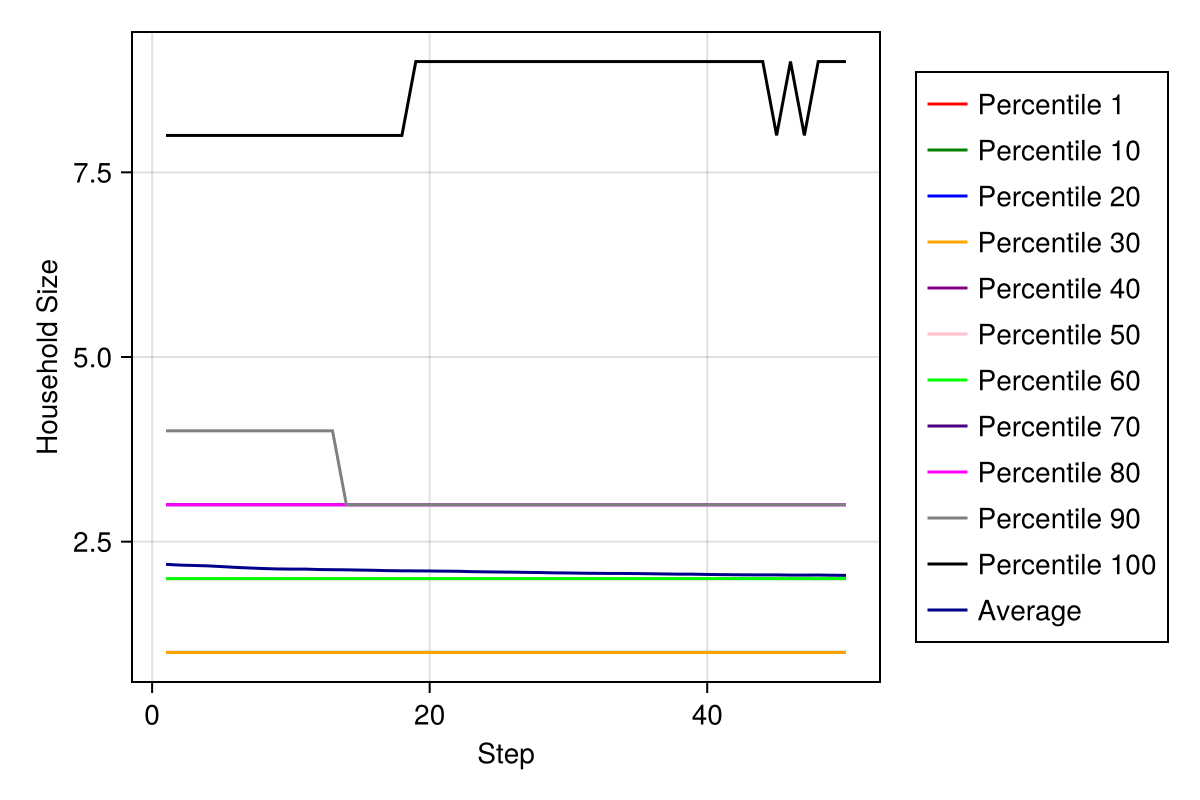 Household Size
7.5
5.0
2.5
0
20
40
Step
Percentile 1
Percentile 10
Percentile 20
Percentile 30
Percentile 40
Percentile 50
Percentile 60
Percentile 70
Percentile 80
Percentile 90
Percentile 100
Average